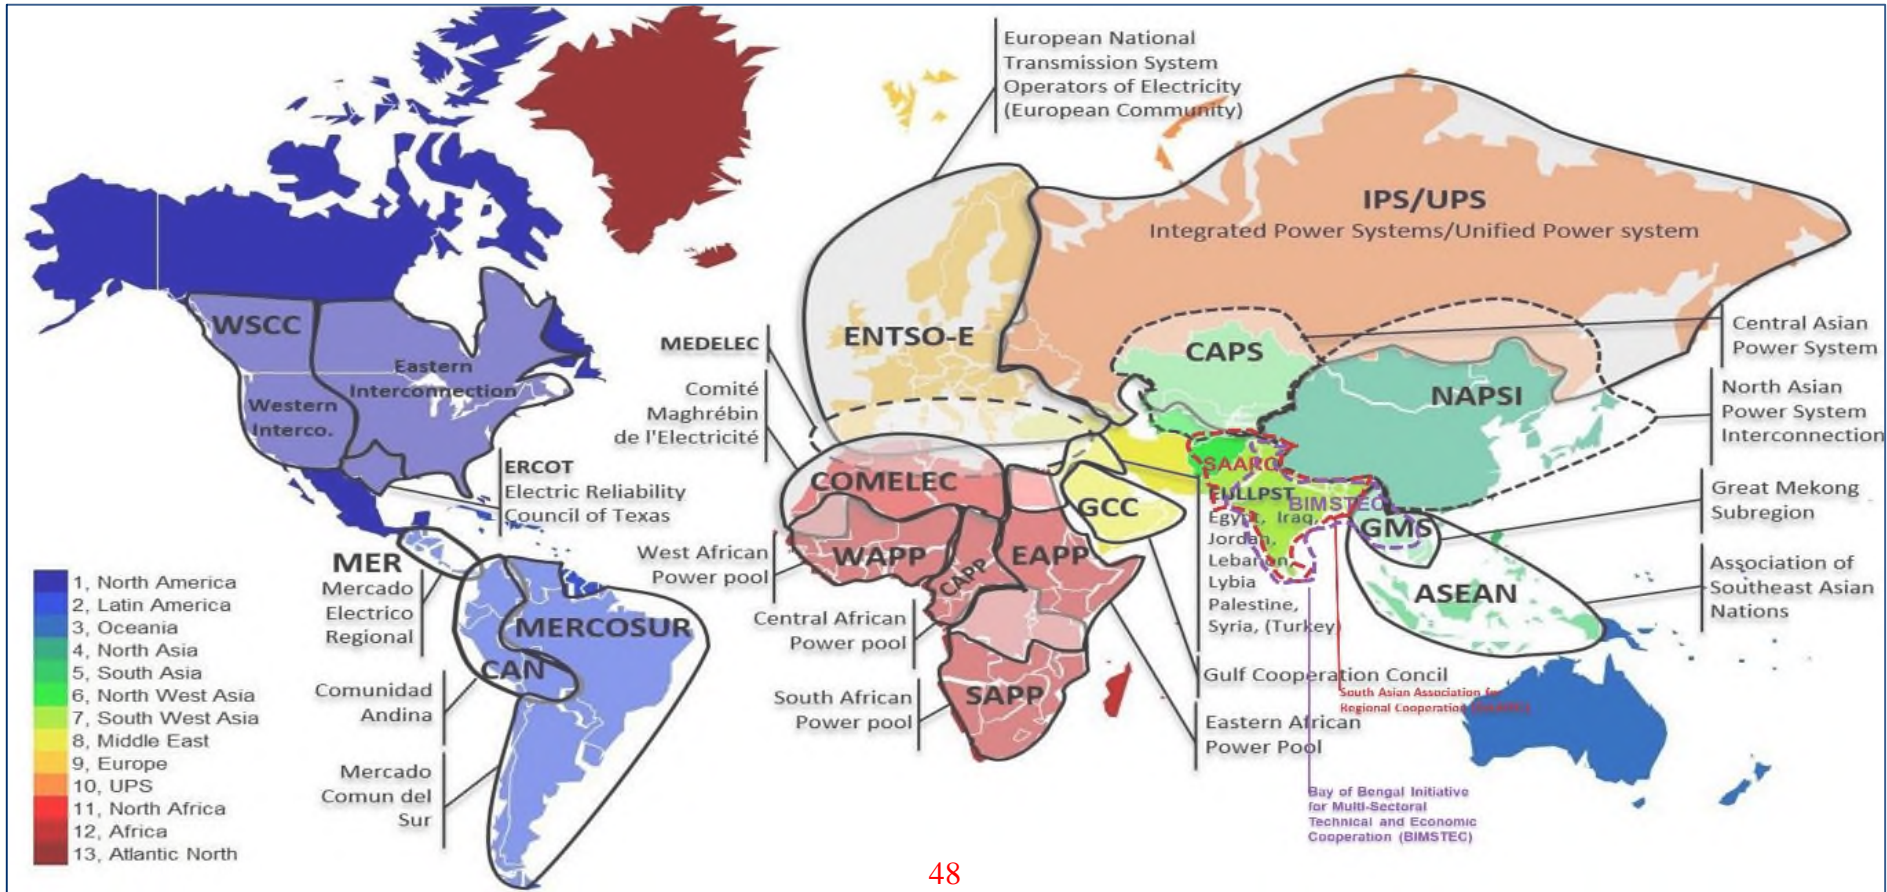 European National
Transmission System
Operators of Electricity
(European Community)
IPS/UPS
Integrated Power Systems/Unified Power system
WSCC
Eastern
Interconnection
Western
Interco.
MEDELEC
ENTSO-E
CAPS
NAPSI
Central Asian
Power System
North Asian
Power System
Interconnection
Comité
Maghrébin
de l'Electricité
ERCOT
Electric Reliability
Council of Texas
COMELEC
GCC
SAARC
EIJLLPST
BIMSTEC
Egypt, Iraq,
Jordan,
Lebanon,
Lybia
Palestine,
Syria, (Turkey)
GMS
Great Mekong
Subregion
ASEAN
Association of
Southeast Asian
Nations
West African
Power pool
WAPP
CAPP
EAPP
MER
Mercado
Electrico
Regional
MERCOSUR
CAN
Central African
Power pool
SAPP
South African
Power pool
Comunidad
Andina
Mercado
Comun del
Sur
Gulf Cooperation Concil
South Asian Association for
Regional Cooperation
Eastern African
Power Pool
Bay of Bengal Initiative
for Multi-Sectoral
Technical and Economic
Cooperation (BIMSTEC)
1, North America
2, Latin America
3, Oceania
4, North Asia
5, South Asia
6, North West Asia
7, South West Asia
8, Middle East
9, Europe
10, UPS
11, North Africa
12, Africa
13, Atlantic North
48